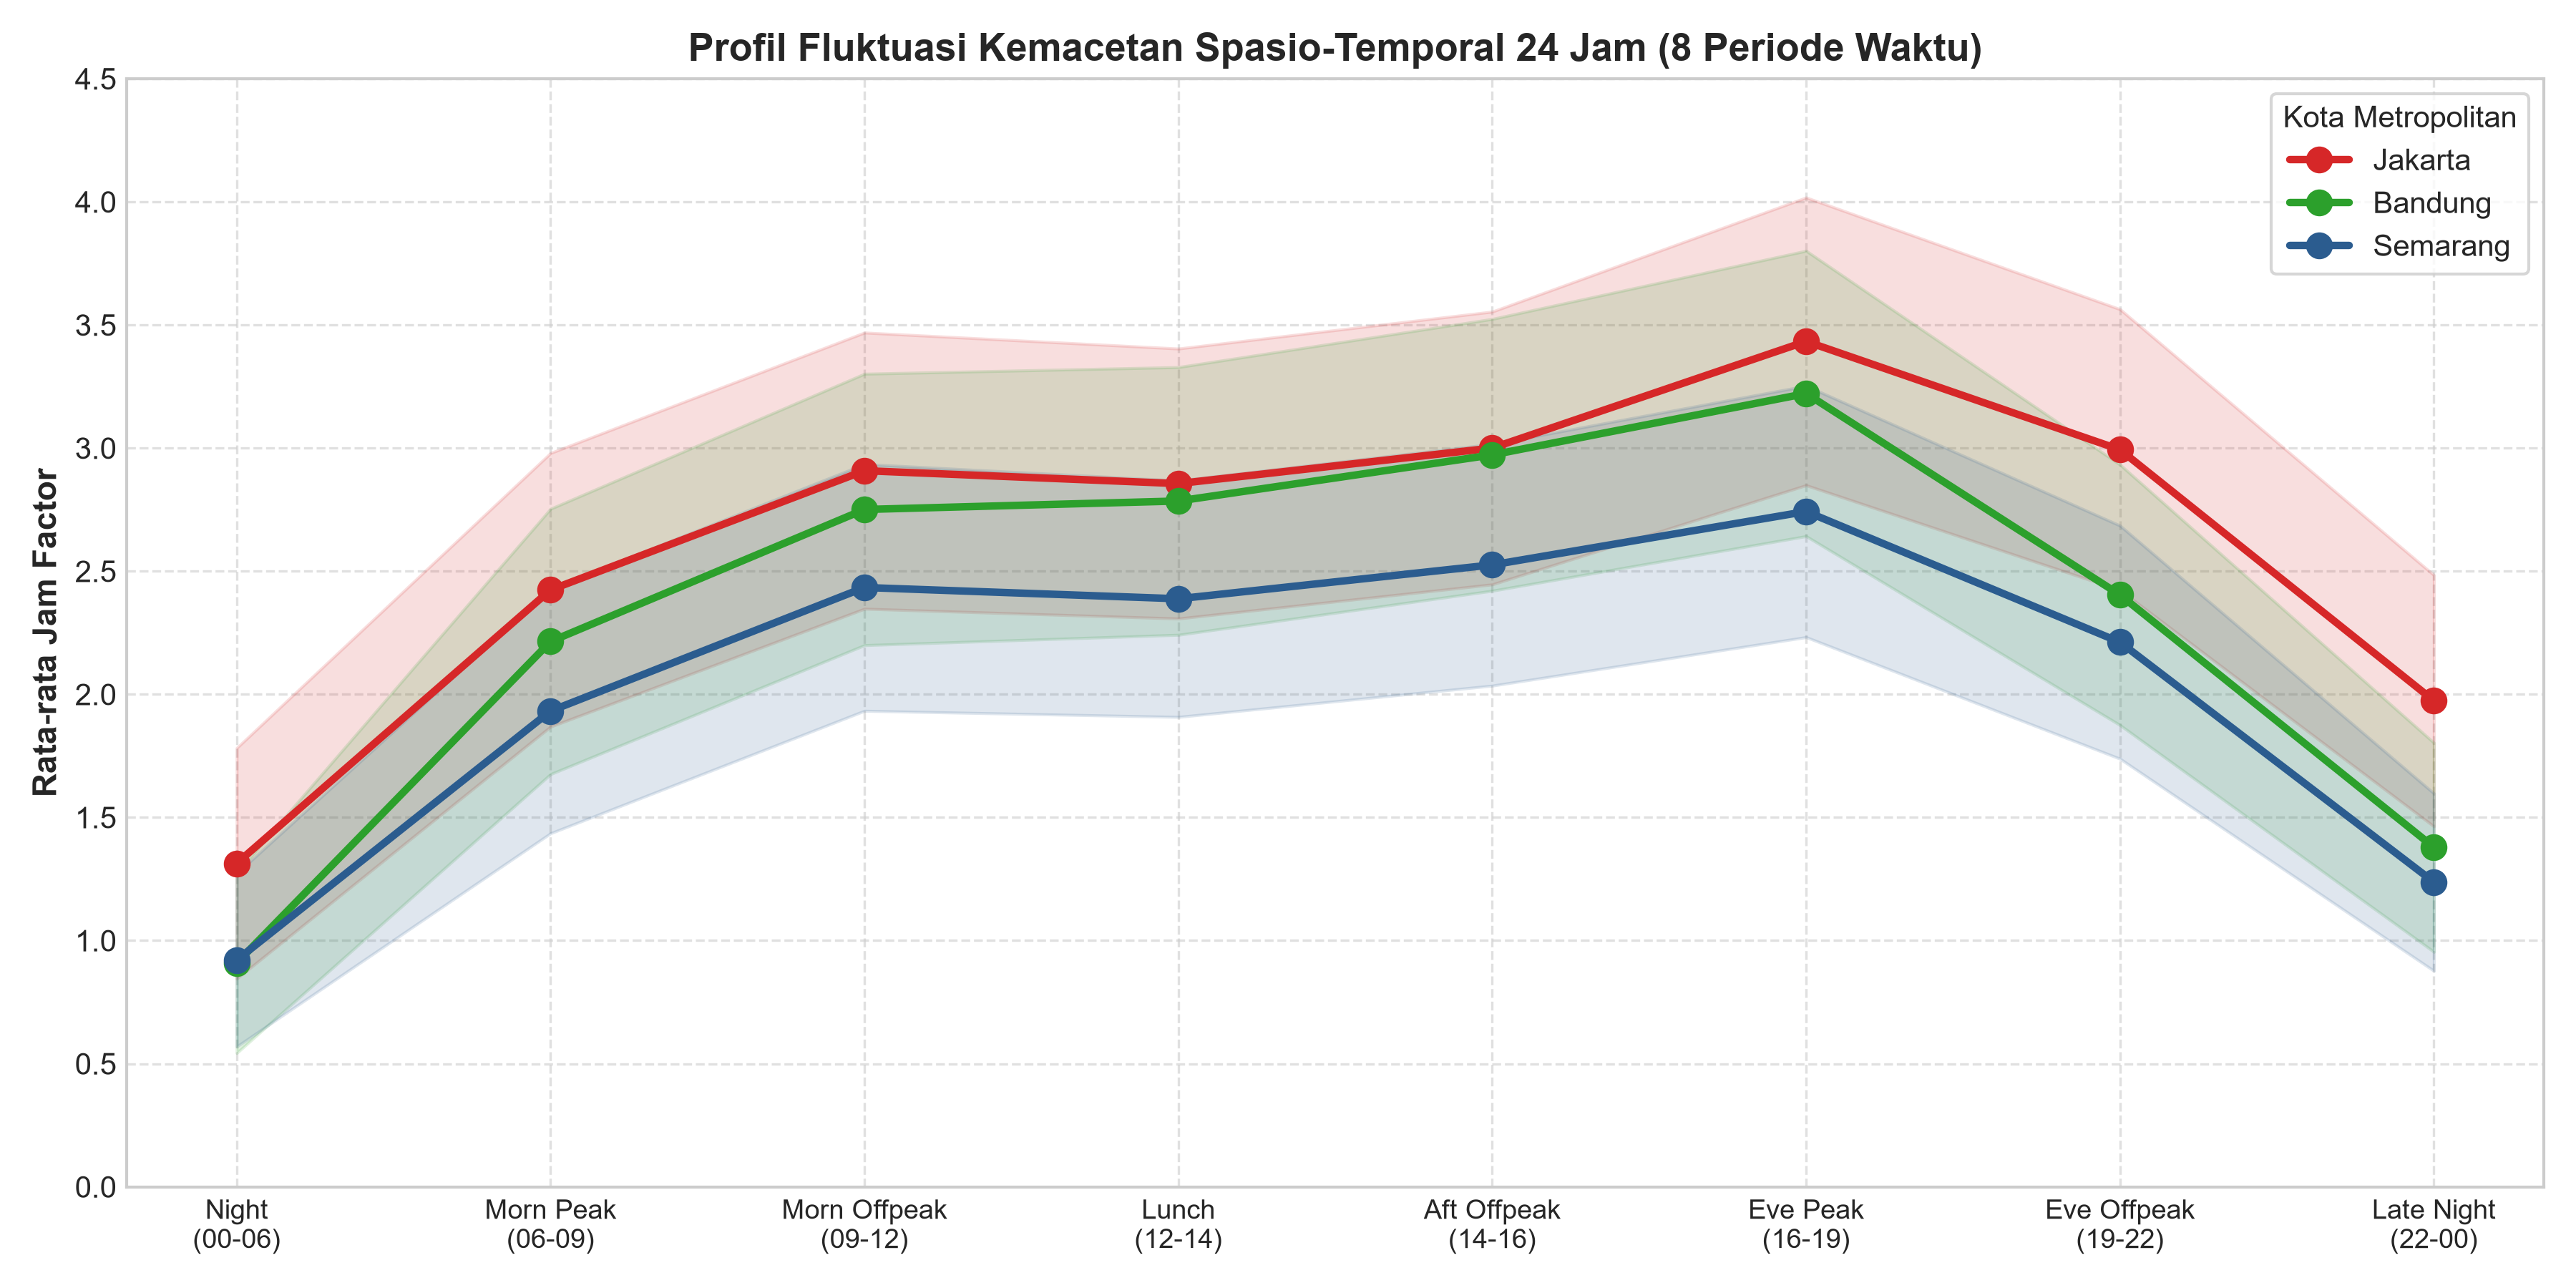 Profil Fluktuasi Kemacetan Spasio-Temporal 24 Jam (8 Periode Waktu)
Rata-rata Jam Factor
4.5
4.0
3.5
3.0
2.5
2.0
1.5
1.0
0.5
0.0
Kota Metropolitan
Jakarta
Bandung
Semarang
Night
(00-06)
Morn Peak
(06-09)
Morn Offpeak
(09-12)
Lunch
(12-14)
Aft Offpeak
(14-16)
Eve Peak
(16-19)
Eve Offpeak
(19-22)
Late Night
(22-00)